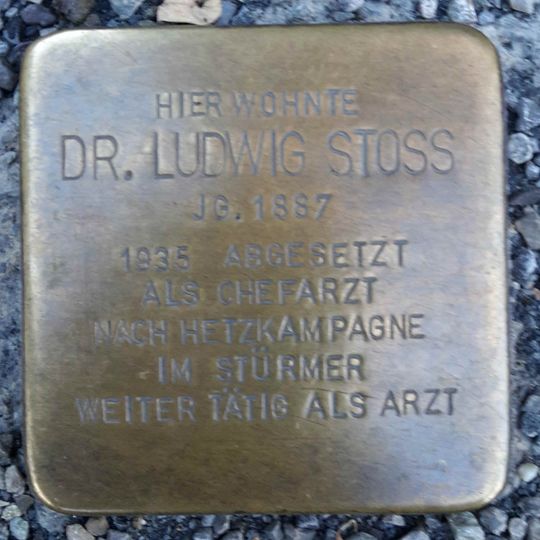 HIER WOHNTE
DR. LUDWIG STOSS
JG. 1887
1935 ABGESETZT
ALS CHEFARZT
NACH HETZKAMPAGNE
IM STÜRMER
WEITER TÄTIG ALS ARZT